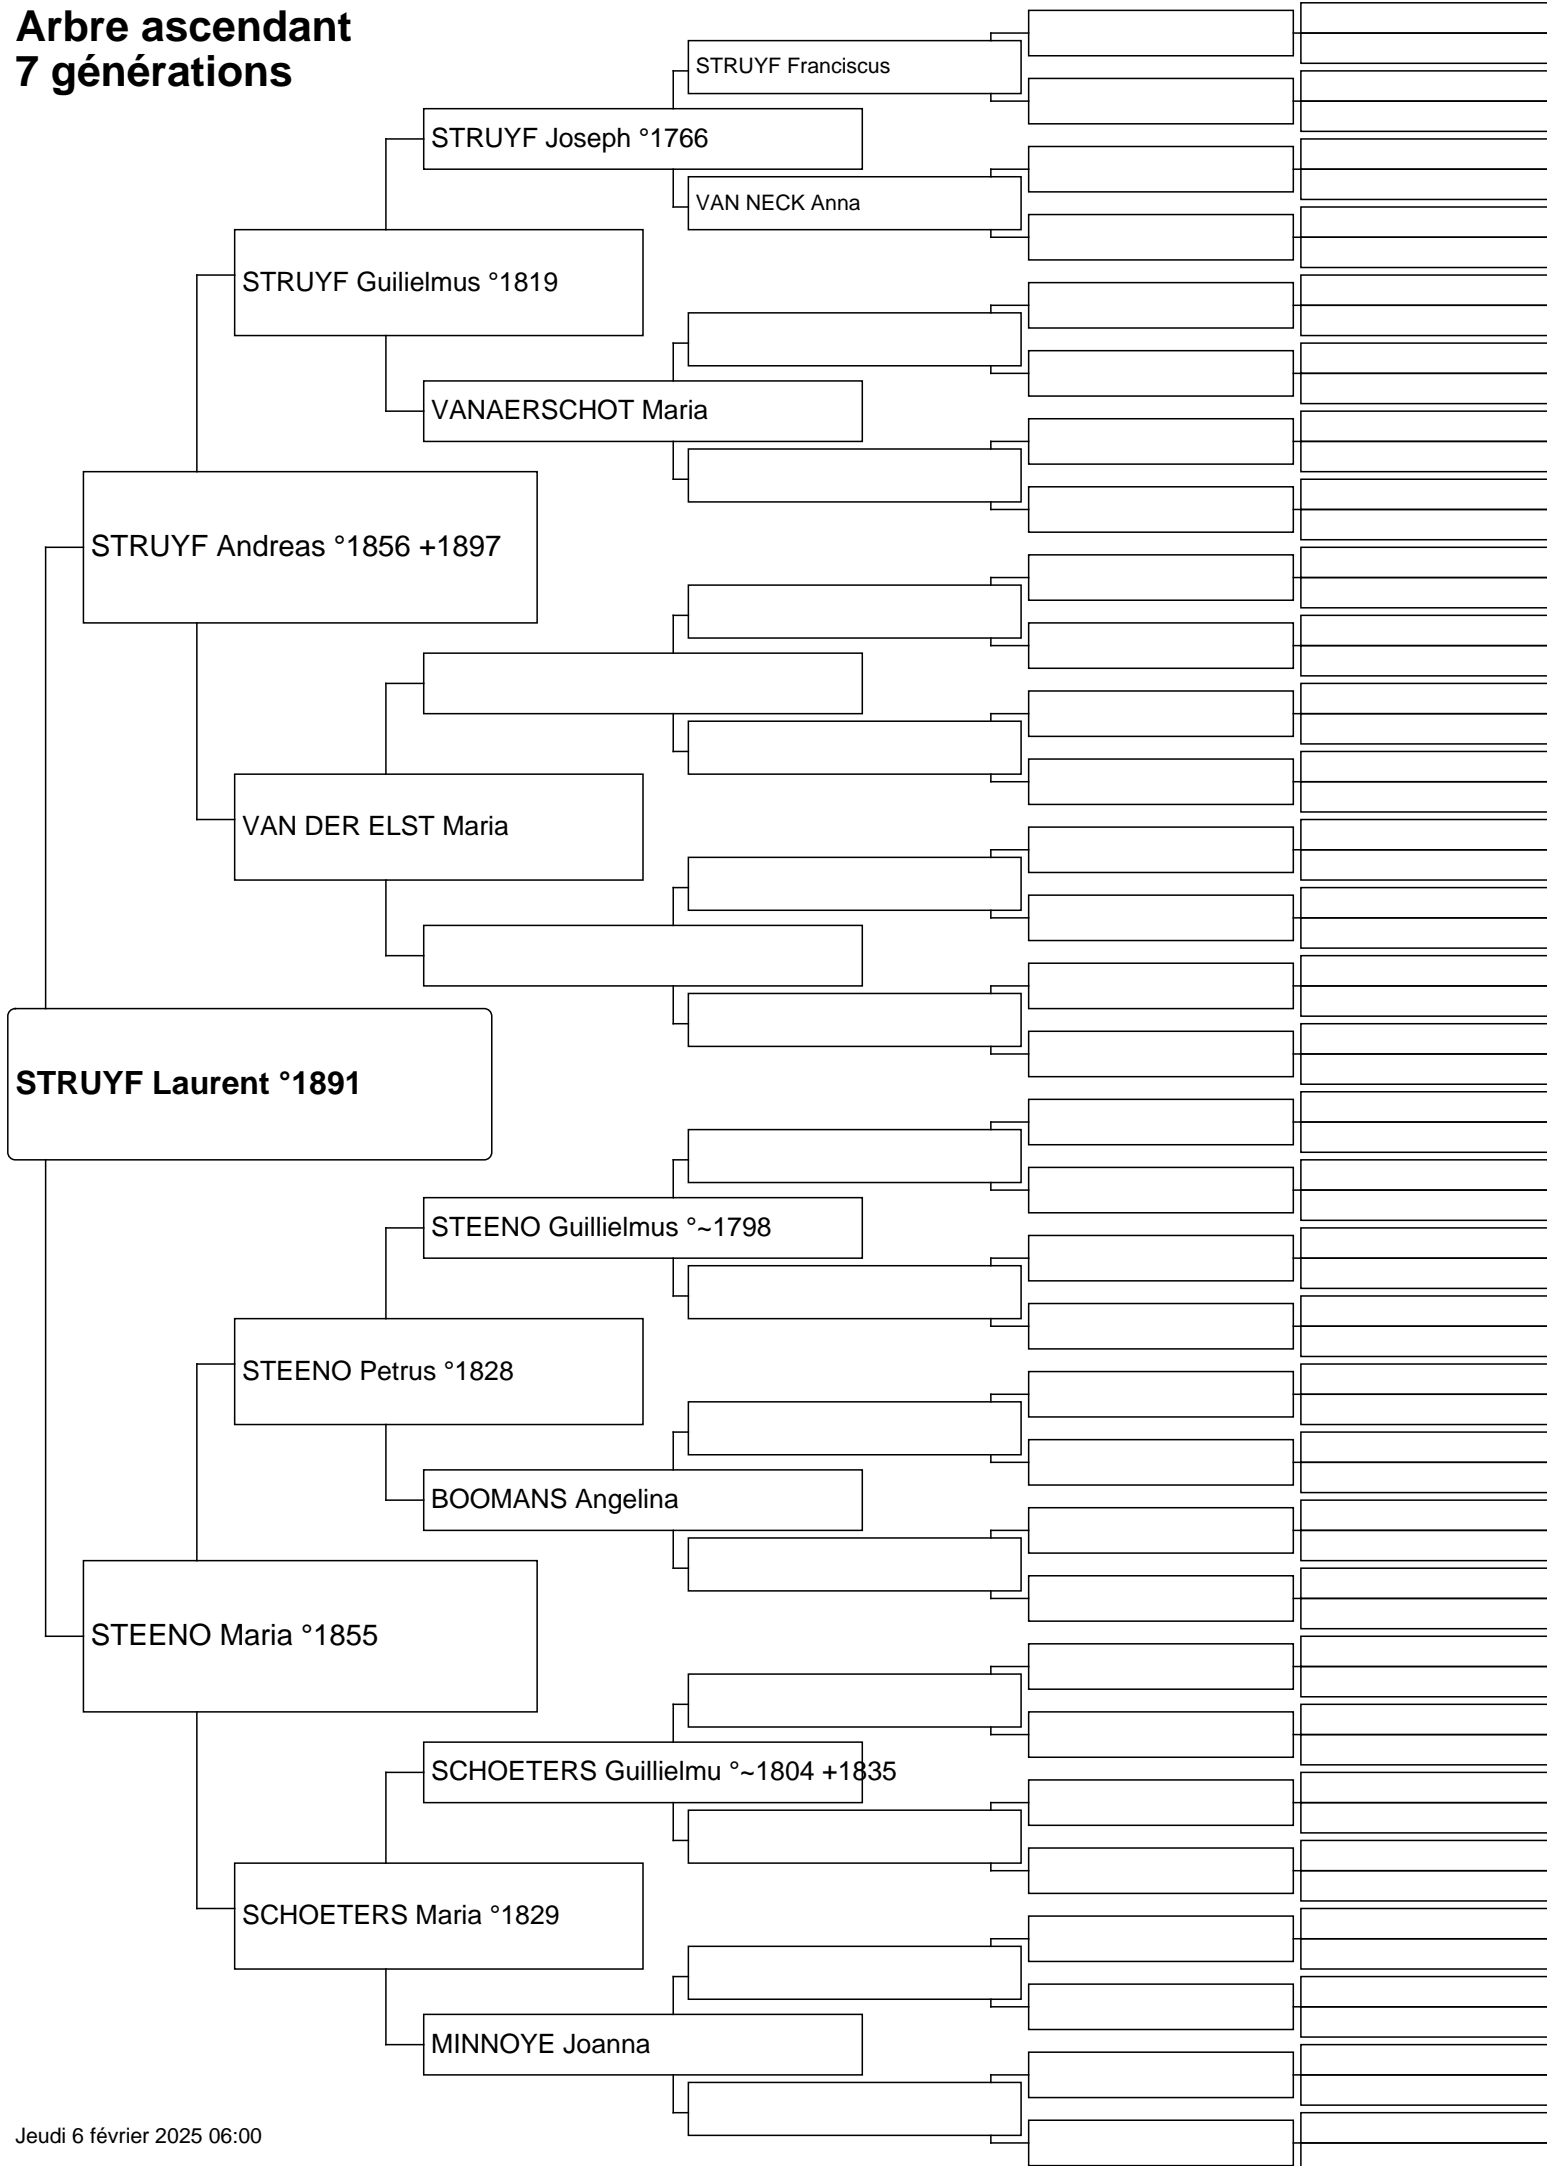 Arbre ascendant
7 générations
STRUYF Franciscus
STRUYF Joseph °1766
VAN NECK Anna
STRUYF Guilielmus °1819
VANAERSCHOT Maria
STRUYF Andreas °1856 +1897
VAN DER ELST Maria
STRUYF Laurent °1891
STEENO Guillielmus °~1798
STEENO Petrus °1828
BOOMANS Angelina
STEENO Maria °1855
SCHOETERS Guillielmu °~1804 +1835
SCHOETERS Maria °1829
MINNOYE Joanna
Jeudi 6 février 2025 06:00